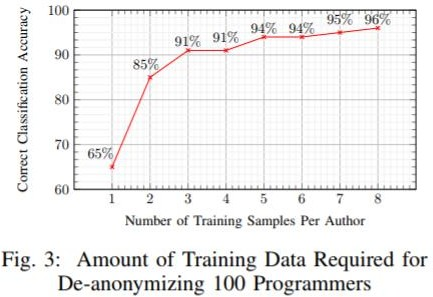 100
90
80
70
60
Correct Classification Accuracy
65%
85%
91%
91%
94%
94%
95%
96%
1 2 3 4 5 6 7 8
Number of Training Samples Per Author
Fig. 3: Amount of Training Data Required for
De-anonymizing 100 Programmers